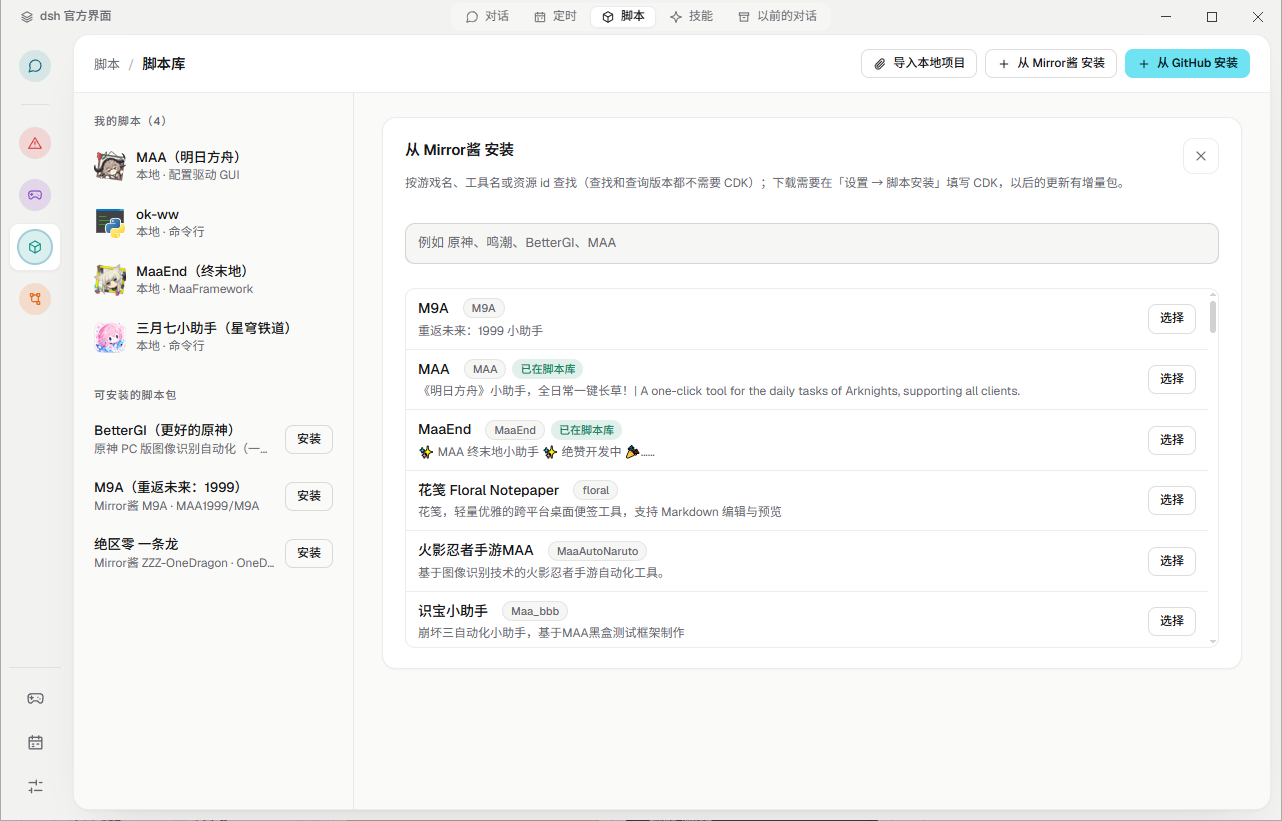 dsh 官方界面
对话
定时
脚本
技能
以前的对话
脚本 / 脚本库
导入本地项目
+ 从 Mirror酱 安装
+ 从 GitHub 安装
我的脚本（4）
MAA（明日方舟）
本地 · 配置驱动 GUI
ok-ww
本地 · 命令行
MaaEnd（终末地）
本地 · MaaFramework
三月七小助手（星穹铁道）
本地 · 命令行
可安装的脚本包
BetterGI（更好的原神）
原神 PC 版图像识别自动化（一...
安装
M9A（重返未来：1999）
Mirror酱 M9A · MAA1999/M9A
安装
绝区零 一条龙
Mirror酱 ZZZ-OneDragon · OneD...
安装
从 Mirror酱 安装
按游戏名、工具名或资源 id 查找（查找和查询版本都不需要 CDK）；下载需要在「设置 → 脚本安装」填写 CDK，以后的更新有增量包。
例如 原神、鸣潮、BetterGI、MAA
M9A M9A
重返未来：1999 小助手
选择
MAA MAA 已在脚本库
《明日方舟》小助手，全日常一键长草！| A one-click tool for the daily tasks of Arknights, supporting all clients.
选择
MaaEnd MaaEnd 已在脚本库
✨ MAA 终末地小助手 ✨ 绝赞开发中 🎉……
选择
花笺 Floral Notepaper floral
花笺，轻量优雅的跨平台桌面便签工具，支持 Markdown 编辑与预览
选择
火影忍者手游MAA MaaAutoNaruto
基于图像识别技术的火影忍者手游自动化工具。
选择
识宝小助手 Maa_bbb
崩坏三自动化小助手，基于MAA黑盒测试框架制作
选择